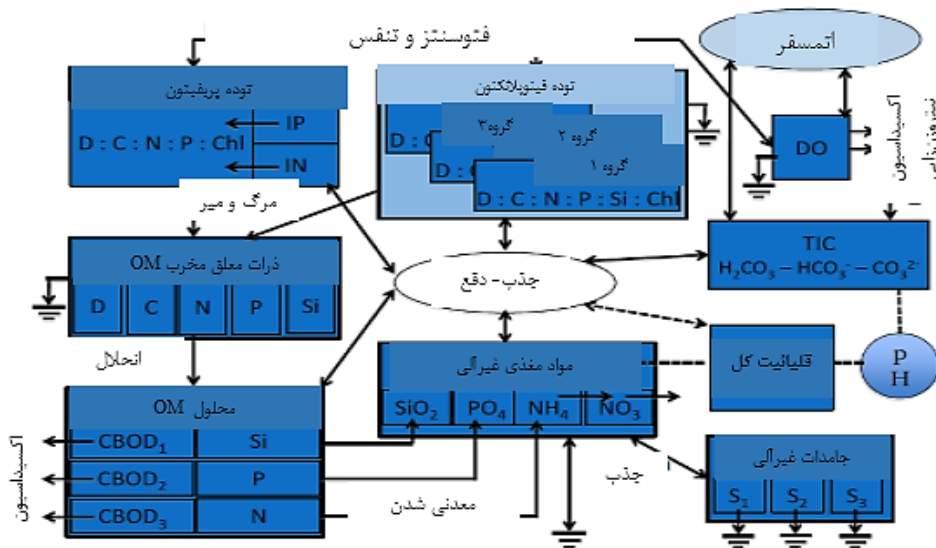 فتوسنتز و تنفس
اتمسفر
توده پریفیتون
IP
D : C : N : P : Chl
IN
توده فیتوپلانکتون
گروه ۳
گروه ۲
گروه ۱
D : C
D : C
D : C : N : P : Si : Chl
DO
اکسیداسیون
نیتروژن‌زایی
مرگ و میر
TIC
H₂CO₃ – HCO₃⁻ – CO₃²⁻
ذرات معلق مخرب OM
D C N P Si
جذب - دفع
انحلال
مواد مغذی غیرآلی
SiO₂ PO₄ NH₄ NO₃
قلیائیت کل
P
H
محلول OM
CBOD₁ Si
CBOD₂ P
CBOD₃ N
اکسیداسیون
معدنی شدن
جذب
جامدات غیرآلی
S₁ S₂ S₃